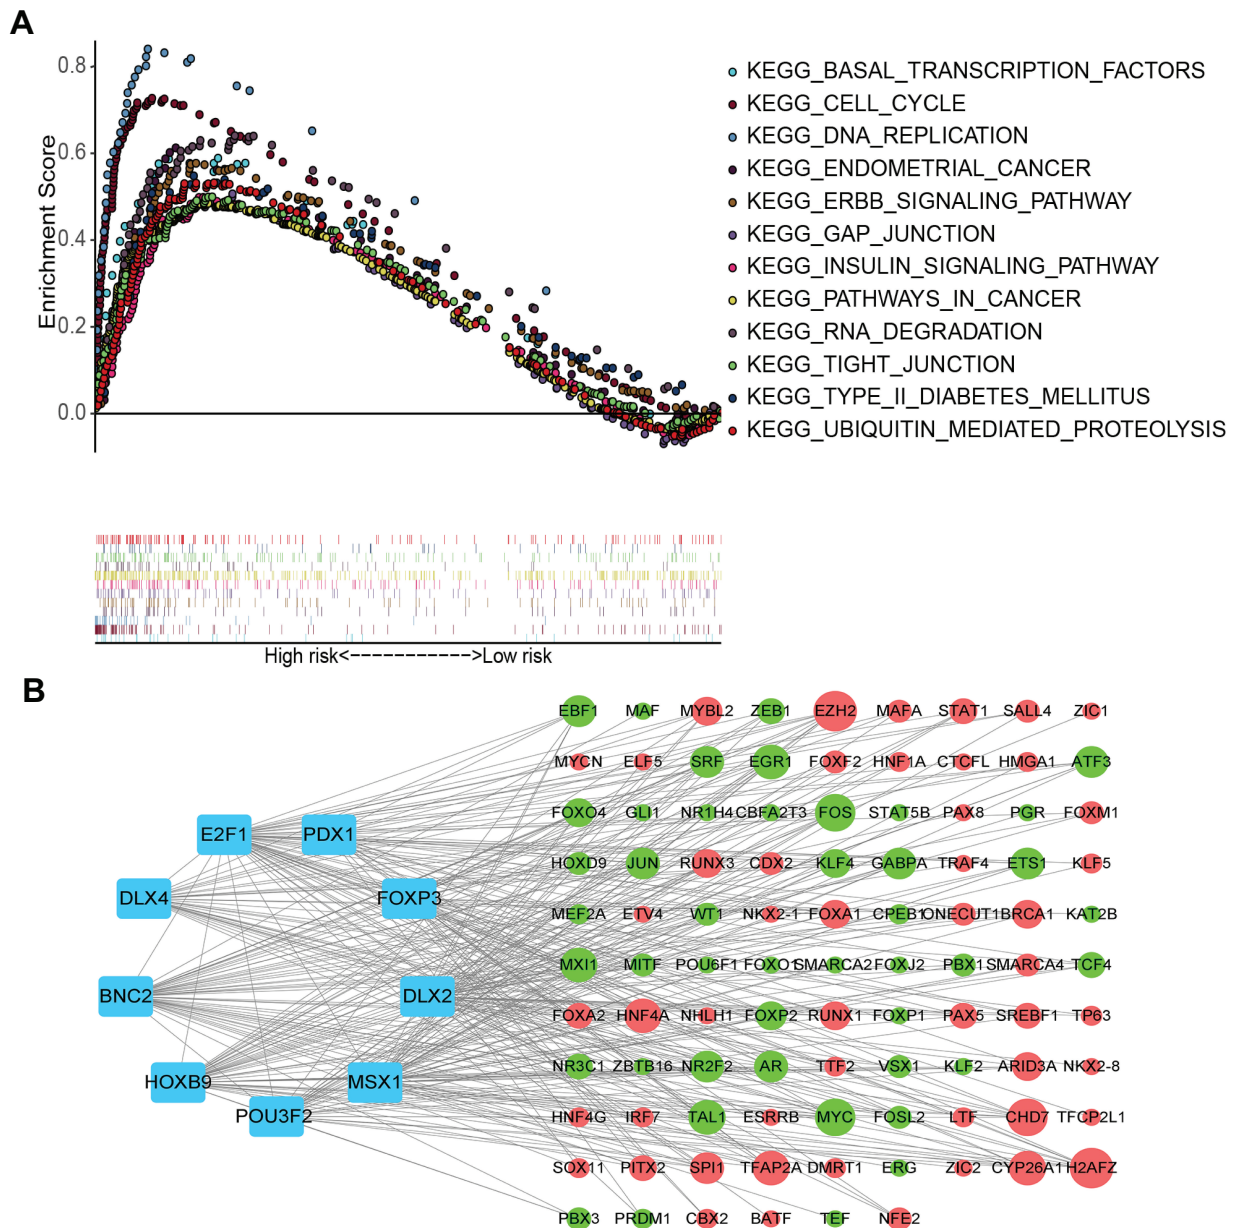 A
Enrichment Score
0.8
0.6
0.4
0.2
0.0
KEGG_BASAL_TRANSCRIPTION_FACTORS
KEGG_CELL_CYCLE
KEGG_DNA_REPLICATION
KEGG_ENDOMETRIAL_CANCER
KEGG_ERBB_SIGNALING_PATHWAY
KEGG_GAP_JUNCTION
KEGG_INSULIN_SIGNALING_PATHWAY
KEGG_PATHWAYS_IN_CANCER
KEGG_RNA_DEGRADATION
KEGG_TIGHT_JUNCTION
KEGG_TYPE_II_DIABETES_MELLITUS
KEGG_UBIQUITIN_MEDIATED_PROTEOLYSIS
High risk<----------->Low risk
B
E2F1 PDX1
DLX4 FOXP3
BNC2 DLX2
HOXB9 MSX1
POU3F2
EBF1 MAF MYBL2 ZEB1 EZH2 MAFA STAT1 SALL4 ZIC1
MYCN ELF5 SRF EGR1 FOXF2 HNF1A CTCFL HMGA1 ATF3
FOXO4 GLI1 NR1H4 CBFA2T3 FOS STAT5B PAX8 PGR FOXM1
HOXD9 JUN RUNX3 CDX2 KLF4 GABPA TRAF4 ETS1 KLF5
MEF2A ETV4 WT1 NKX2-1 FOXA1 CPEB1 ONECUT1 BRCA1 KAT2B
MXI1 MITF POU6F1 FOXO1 SMARCA2 FOXJ2 PBX1 SMARCA4 TCF4
FOXA2 HNF4A NHLH1 FOXP2 RUNX1 FOXP1 PAX5 SREBF1 TP63
NR3C1 ZBTB16 NR2F2 AR TTF2 VSX1 KLF2 ARID3A NKX2-8
HNF4G IRF7 TAL1 ESRRB MYC FOSL2 LTF CHD7 TFCP2L1
SOX11 PITX2 SPI1 TFAP2A DMRT1 ERG ZIC2 CYP26A1 H2AFZ
PBX3 PRDM1 CBX2 BATF TEF NFE2